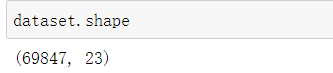 dataset.shape
(69847, 23)